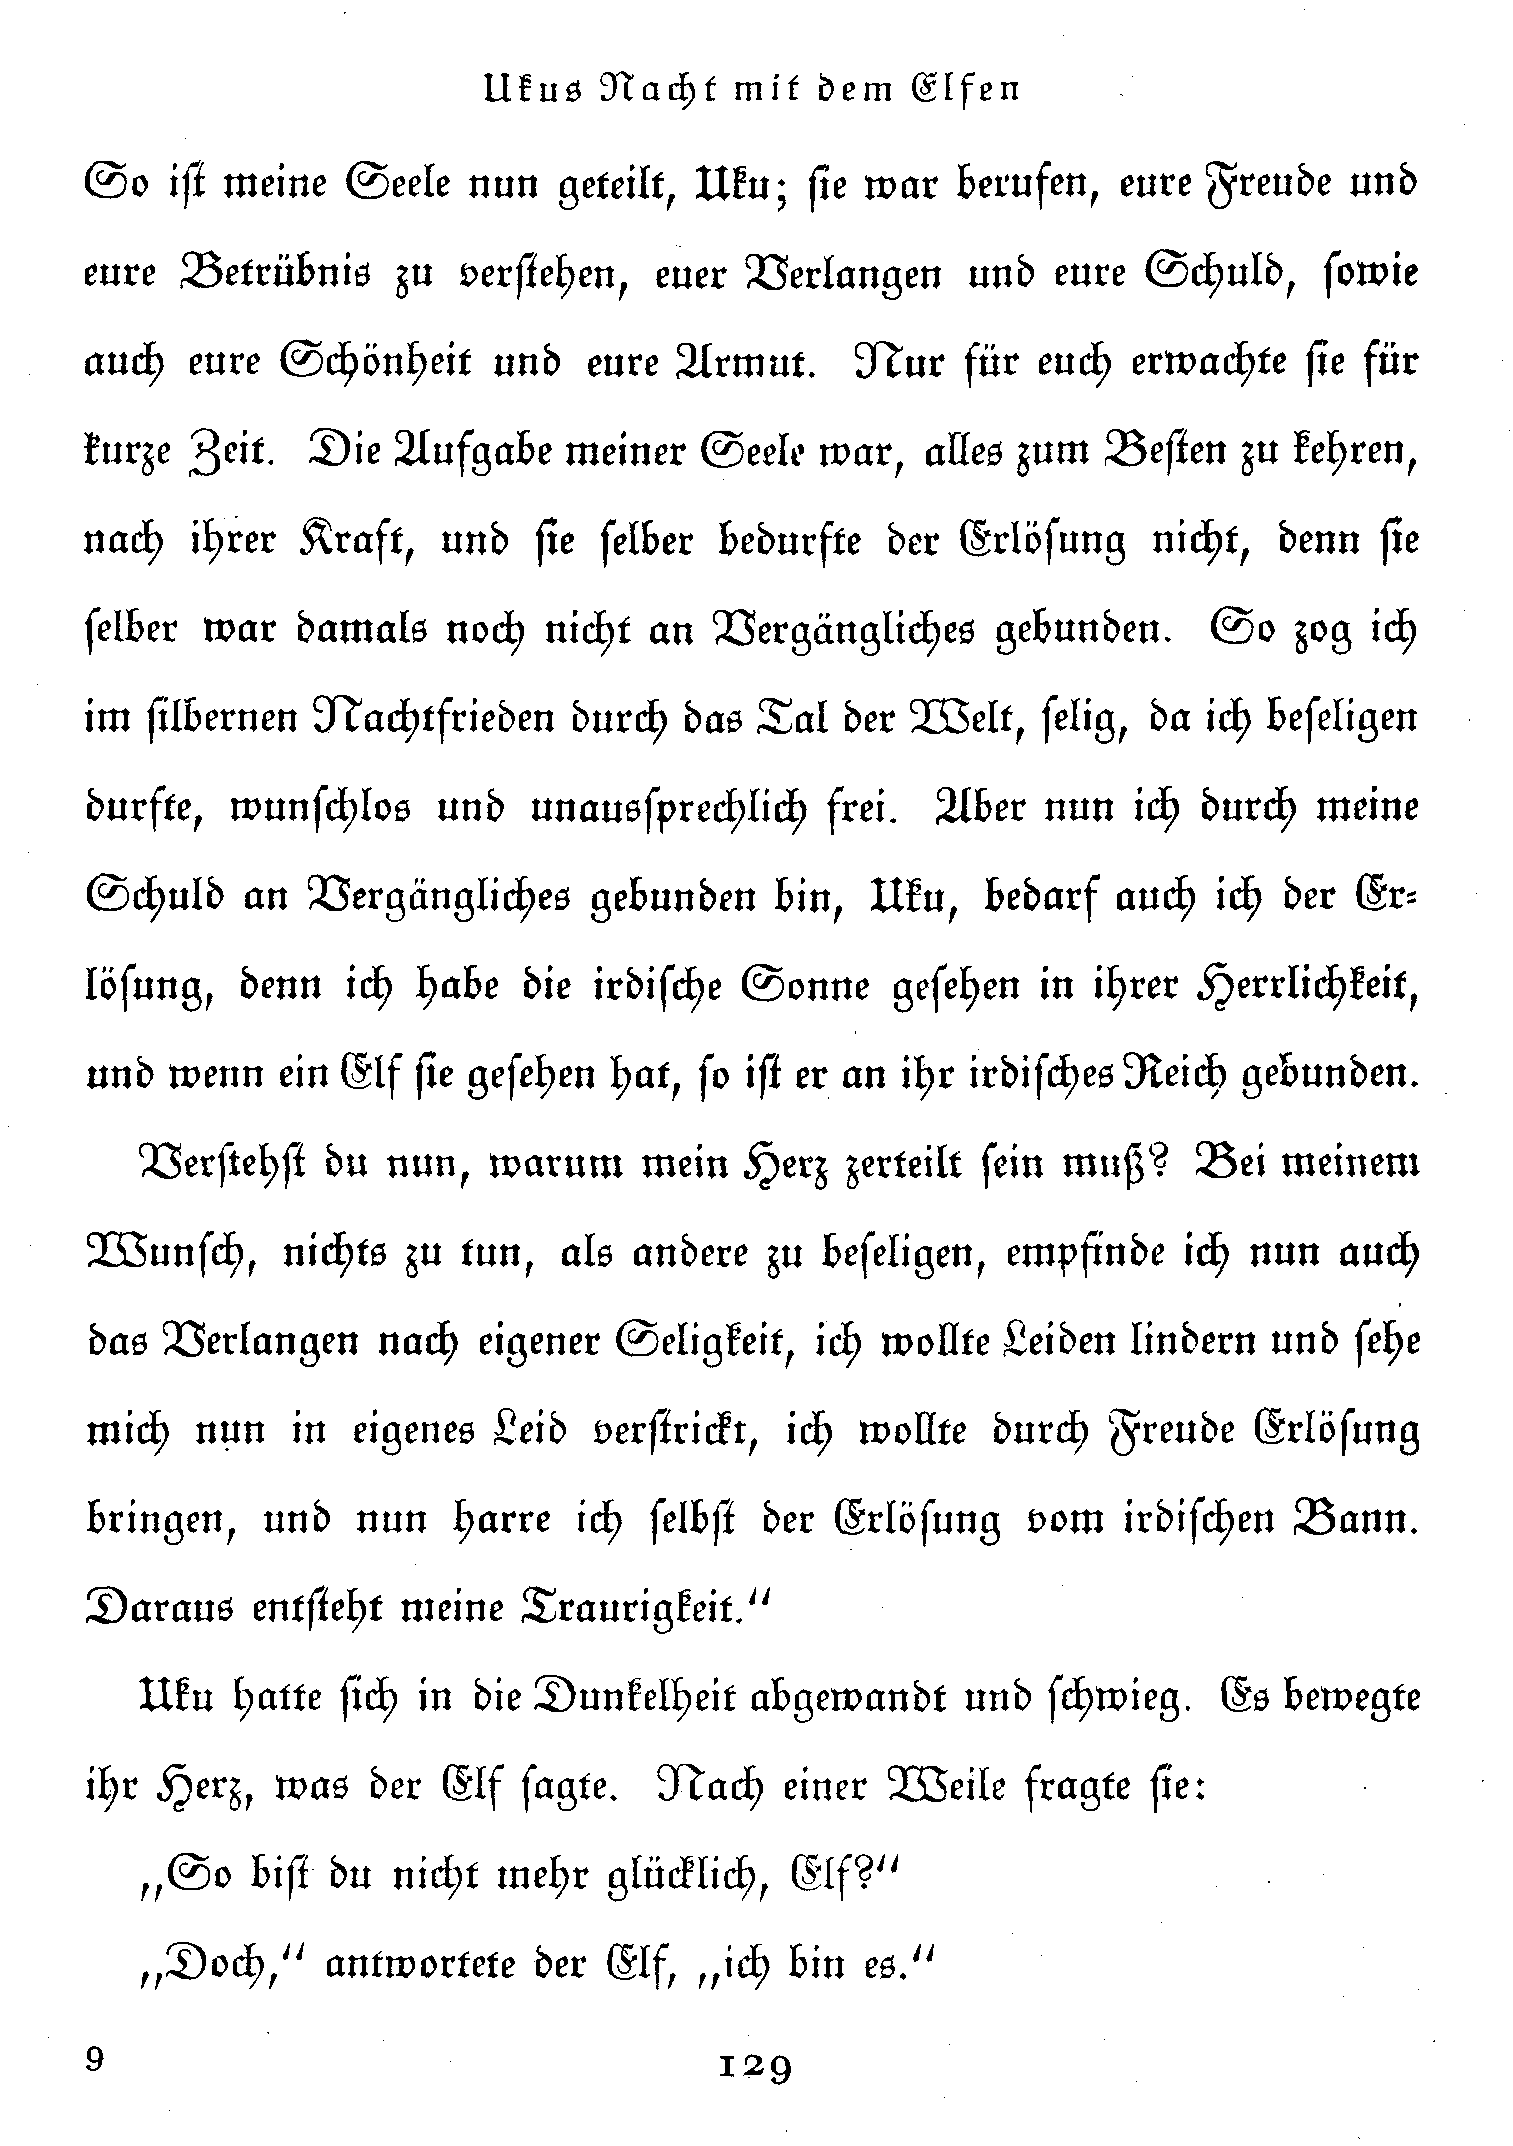 Ukus Nacht mit dem Elfen
So ist meine Seele nun geteilt, Uku; sie war berufen, eure Freude und
eure Betrübnis zu verstehen, euer Verlangen und eure Schuld, sowie
auch eure Schönheit und eure Armut. Nur für euch erwachte sie für
kurze Zeit. Die Aufgabe meiner Seele war, alles zum Besten zu kehren,
nach ihrer Kraft, und sie selber bedurfte der Erlösung nicht, denn sie
selber war damals noch nicht an Vergängliches gebunden. So zog ich
im silbernen Nachtfrieden durch das Tal der Welt, selig, da ich beseligen
durfte, wunschlos und unaussprechlich frei. Aber nun ich durch meine
Schuld an Vergängliches gebunden bin, Uku, bedarf auch ich der Er-
lösung, denn ich habe die irdische Sonne gesehen in ihrer Herrlichkeit,
und wenn ein Elf sie gesehen hat, so ist er an ihr irdisches Reich gebunden.
Verstehst du nun, warum mein Herz zerteilt sein muß? Bei meinem
Wunsch, nichts zu tun, als andere zu beseligen, empfinde ich nun auch
das Verlangen nach eigener Seligkeit, ich wollte Leiden lindern und sehe
mich nun in eigenes Leid verstrickt, ich wollte durch Freude Erlösung
bringen, und nun harre ich selbst der Erlösung vom irdischen Bann.
Daraus entsteht meine Traurigkeit.“
Uku hatte sich in die Dunkelheit abgewandt und schwieg. Es bewegte
ihr Herz, was der Elf sagte. Nach einer Weile fragte sie:
„So bist du nicht mehr glücklich, Elf?“
„Doch,“ antwortete der Elf, „ich bin es.“
9
129